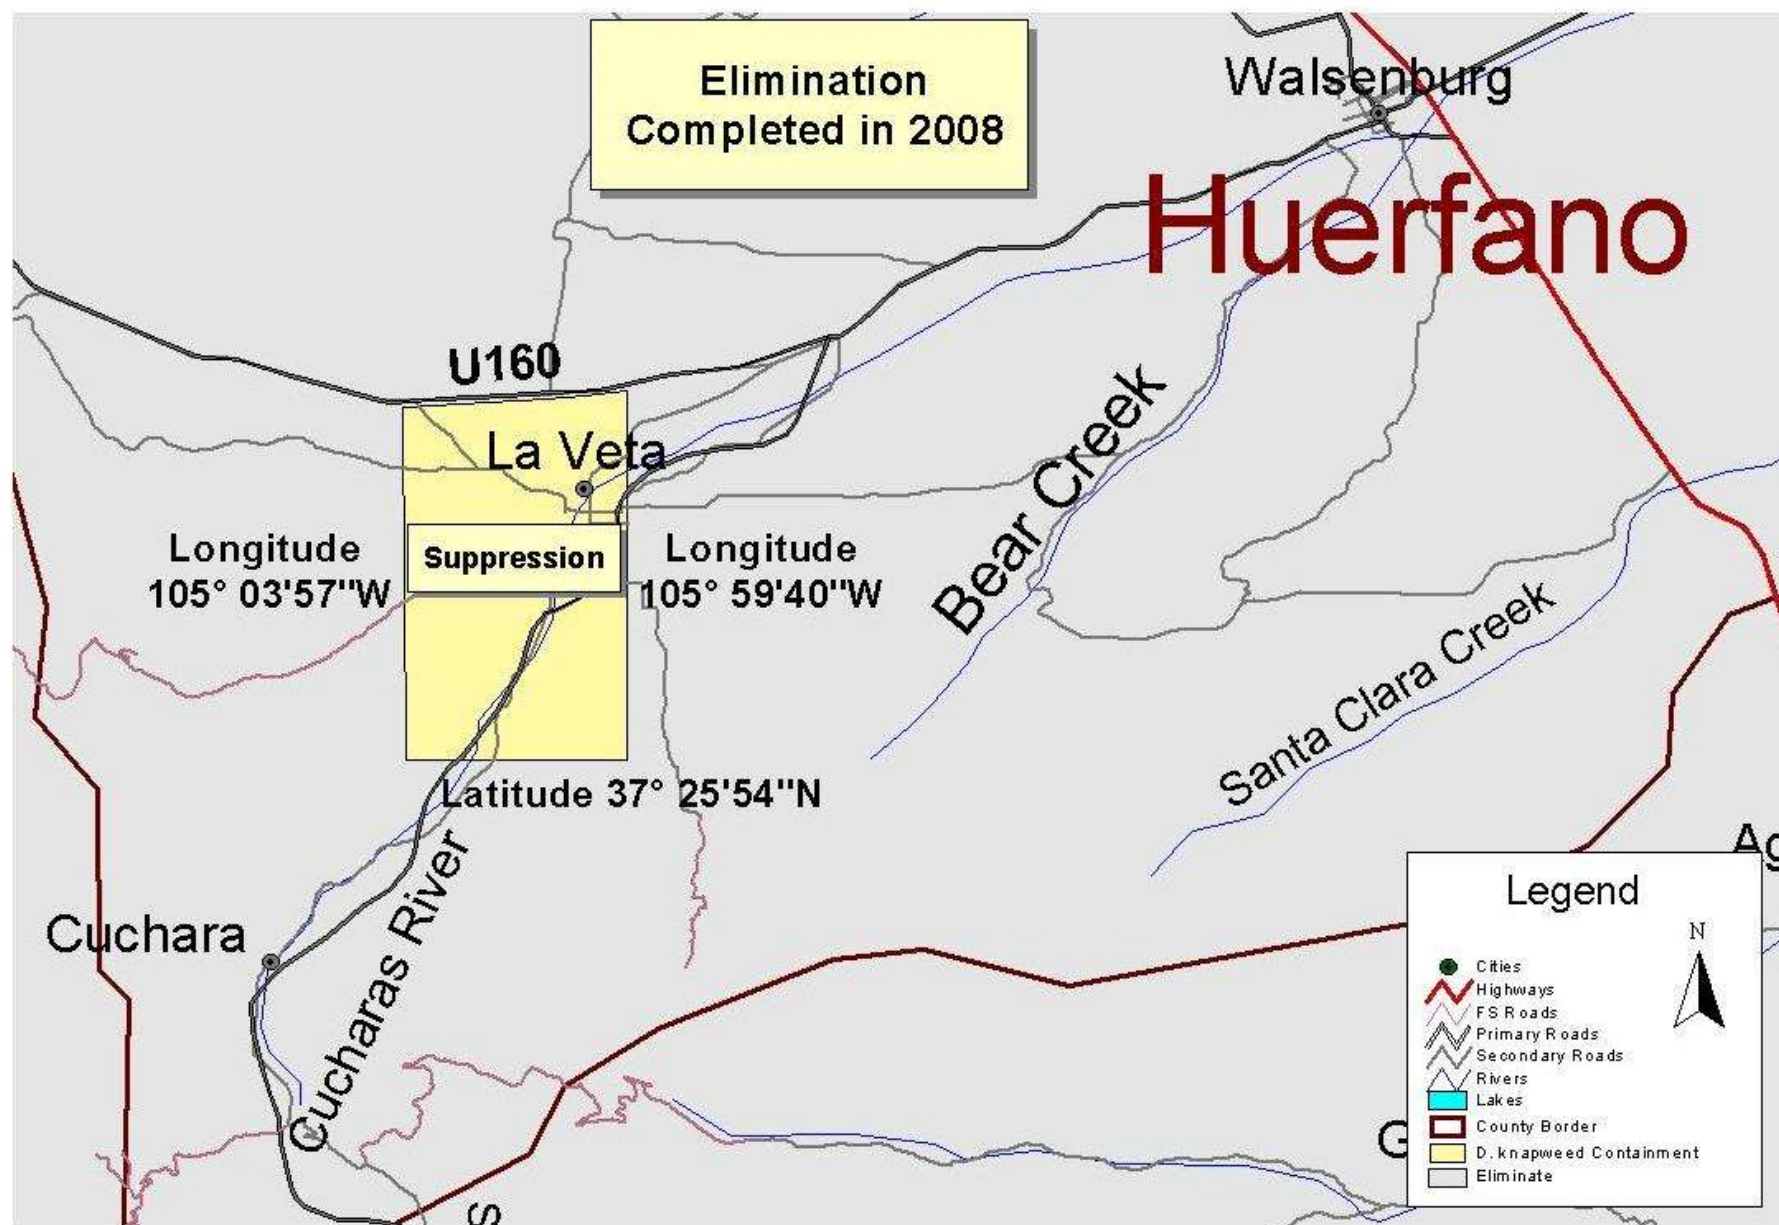 Elimination
Completed in 2008
Walsenburg
Huerfano
U160
La Veta
Suppression
Longitude
105° 03'57"W
Longitude
105° 59'40"W
Bear Creek
Santa Clara Creek
Latitude 37° 25'54"N
Cucharas River
Cuchara
Ag
Legend
N
Cities
Highways
FS Roads
Primary Roads
Secondary Roads
Rivers
Lakes
County Border
D. knapweed Containment
Eliminate
G
S